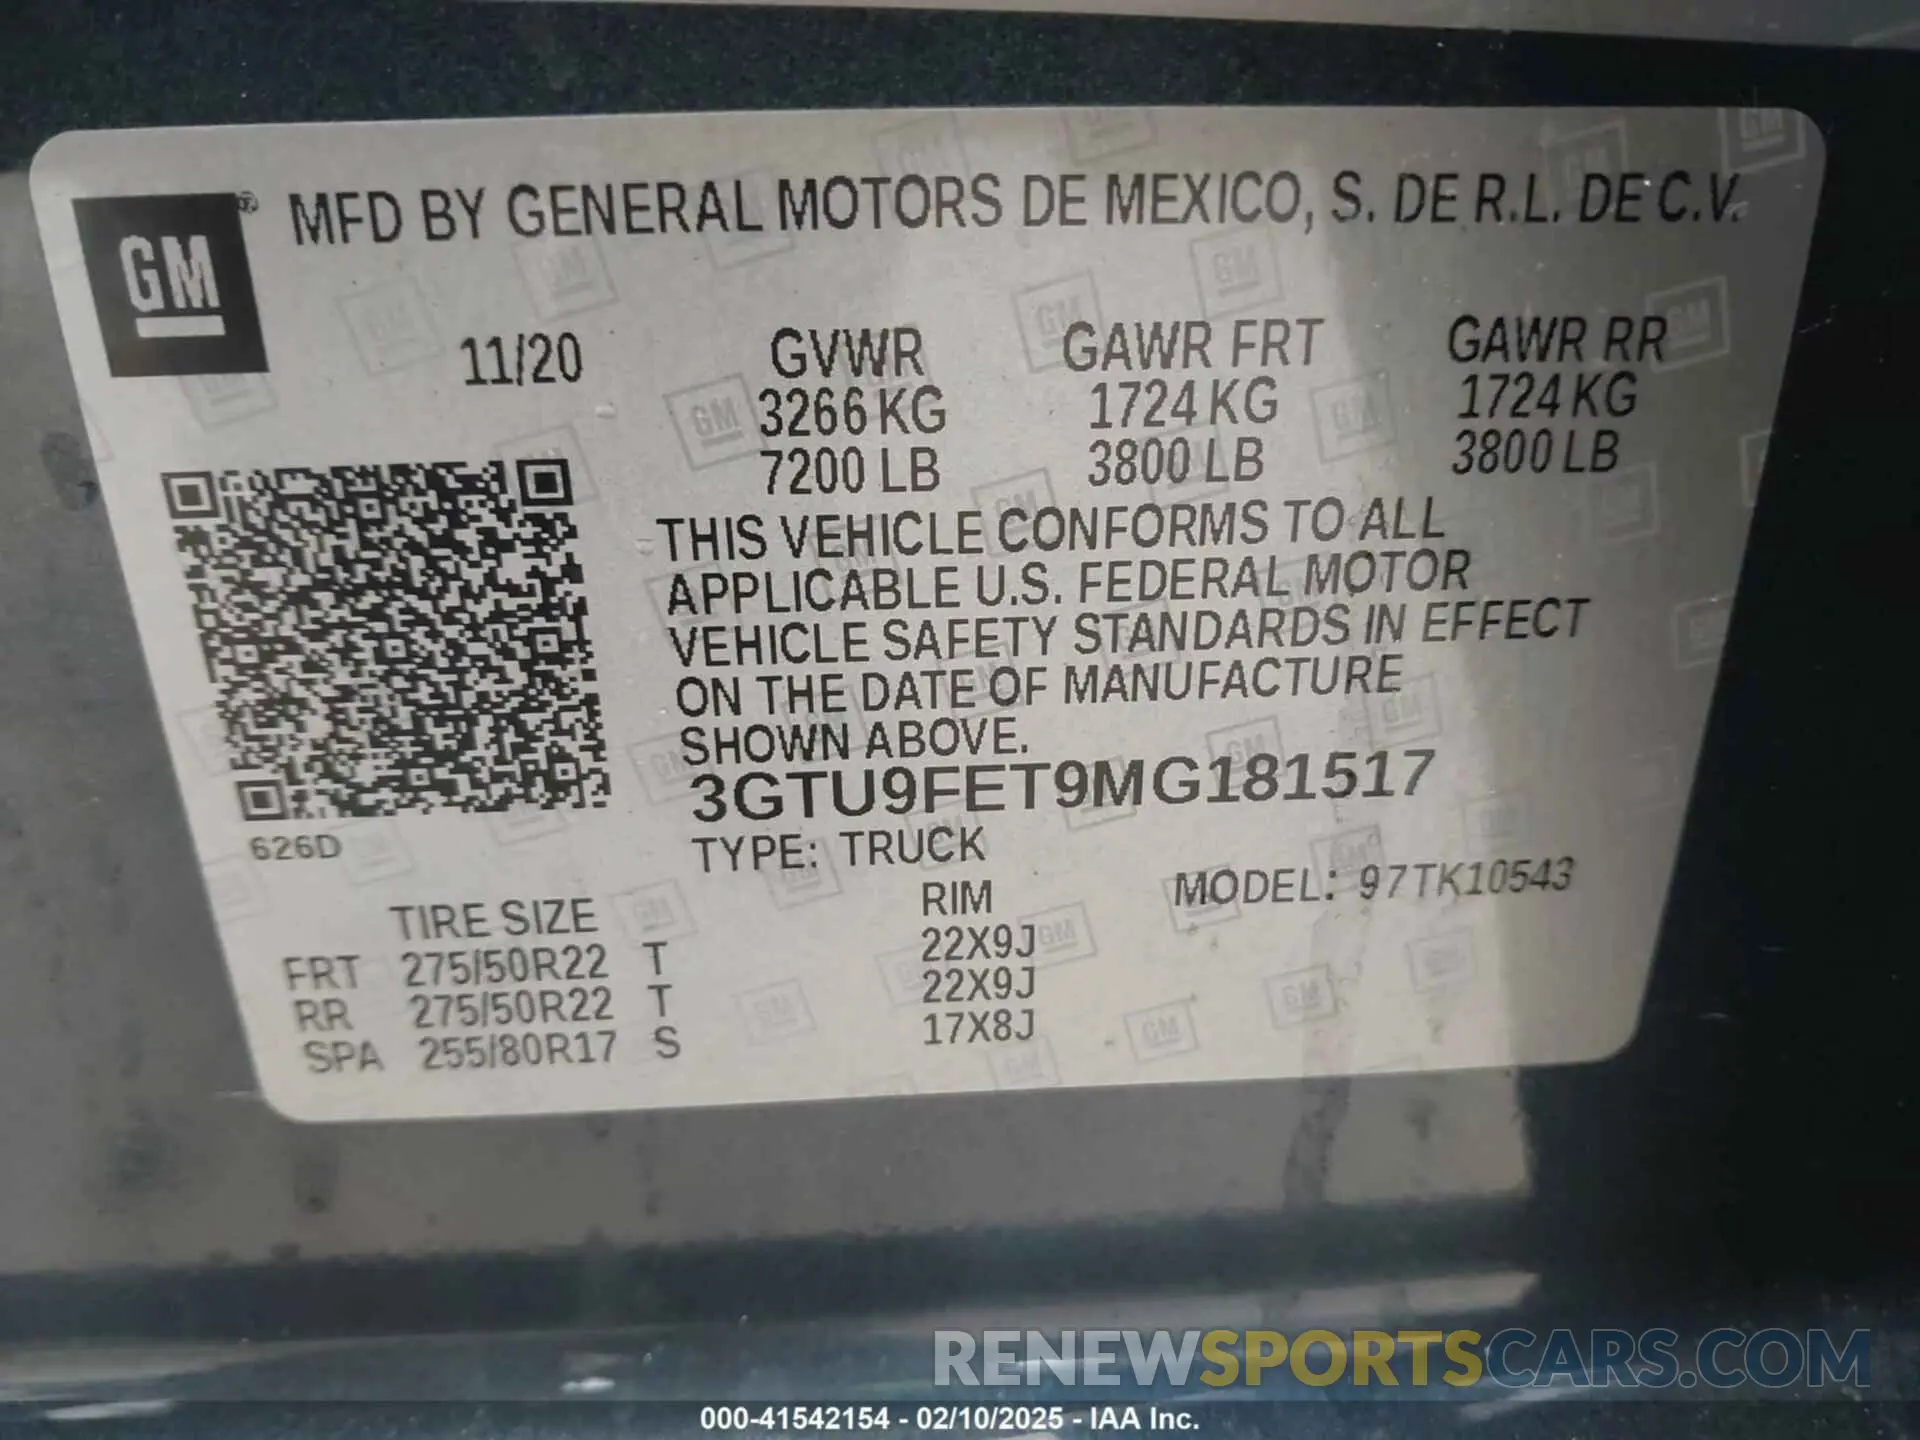 GM ® MFD BY GENERAL MOTORS DE MEXICO, S. DE R.L. DE C.V.
11/20 GVWR GAWR FRT GAWR RR
3266 KG 1724 KG 1724 KG
7200 LB 3800 LB 3800 LB
THIS VEHICLE CONFORMS TO ALL
APPLICABLE U.S. FEDERAL MOTOR
VEHICLE SAFETY STANDARDS IN EFFECT
ON THE DATE OF MANUFACTURE
SHOWN ABOVE.
3GTU9FET9MG181517
626D
TYPE: TRUCK
MODEL: 97TK10543
TIRE SIZE RIM
FRT 275/50R22 T 22X9J
RR 275/50R22 T 22X9J
SPA 255/80R17 S 17X8J
RENEWSPORTSCARS.COM
000-41542154 - 02/10/2025 - IAA Inc.